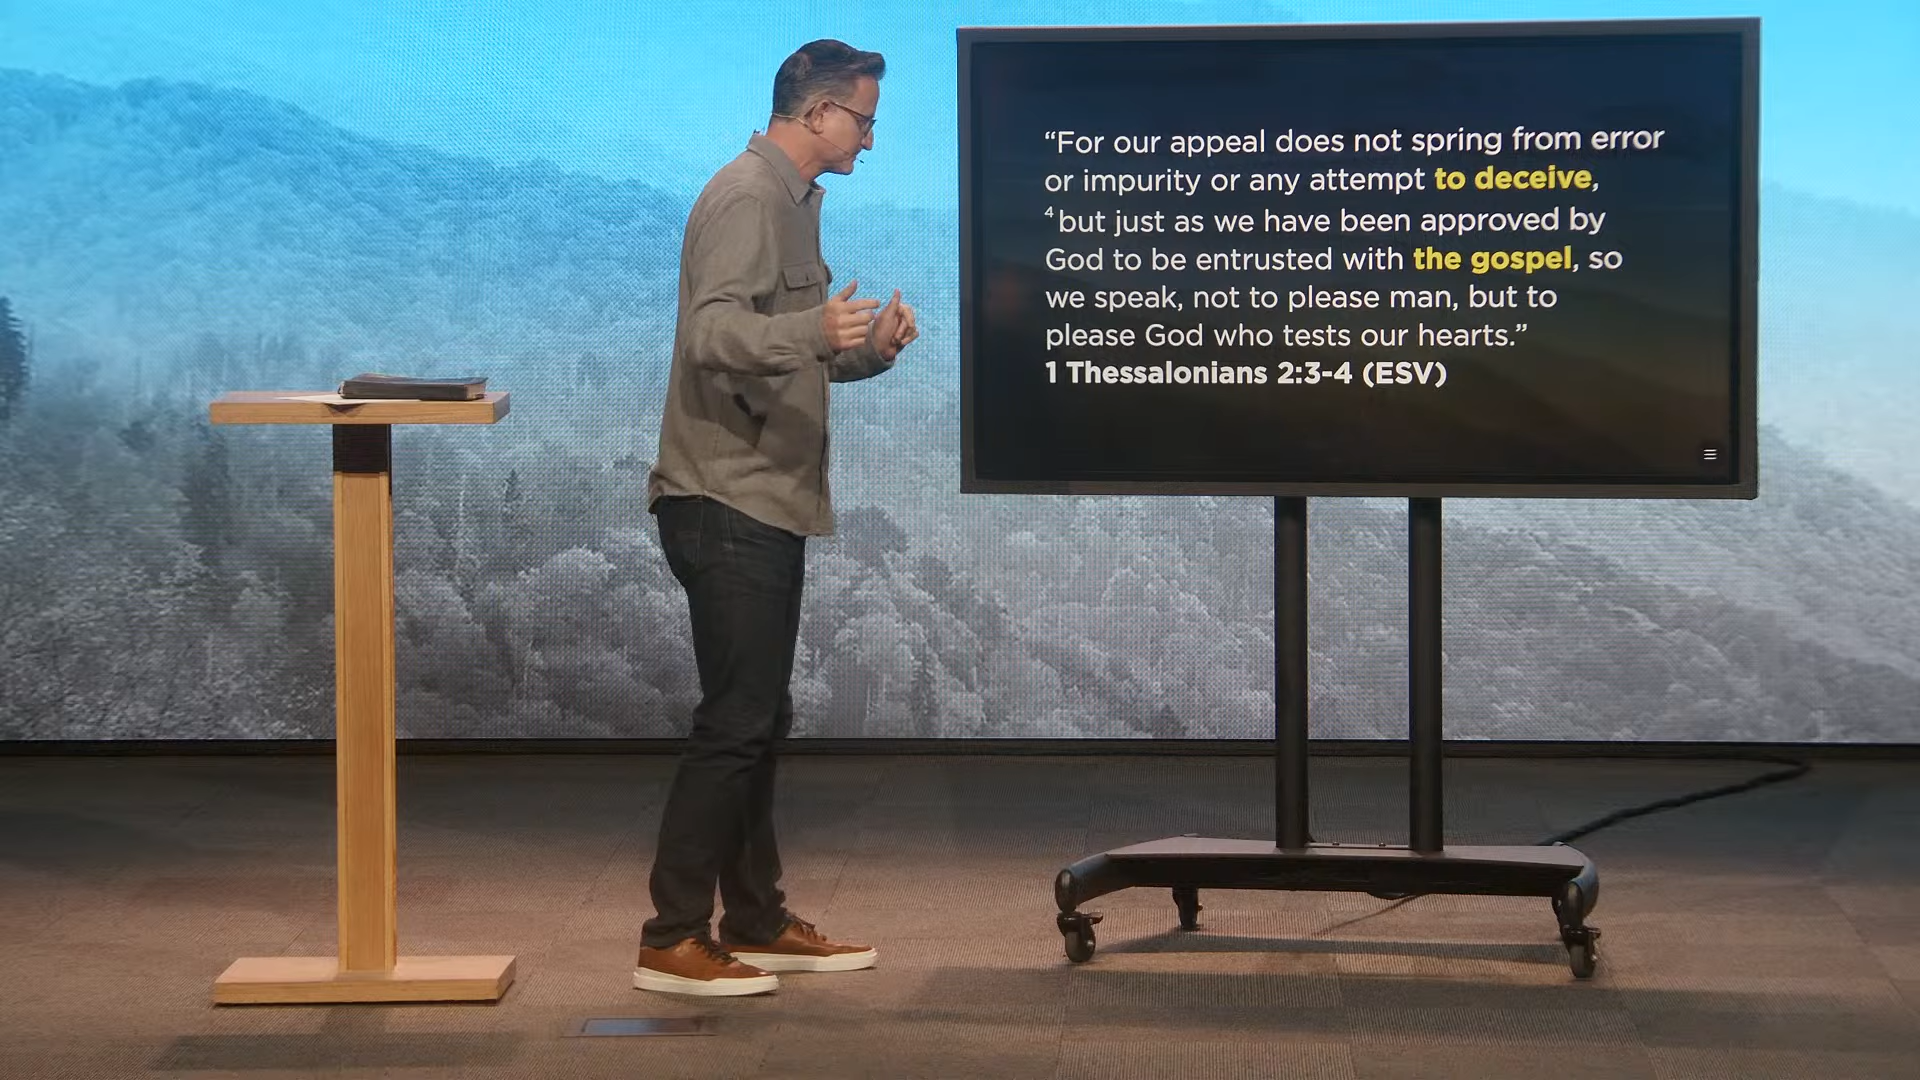 “For our appeal does not spring from error
or impurity or any attempt to deceive,
⁴ but just as we have been approved by
God to be entrusted with the gospel, so
we speak, not to please man, but to
please God who tests our hearts.”
1 Thessalonians 2:3-4 (ESV)